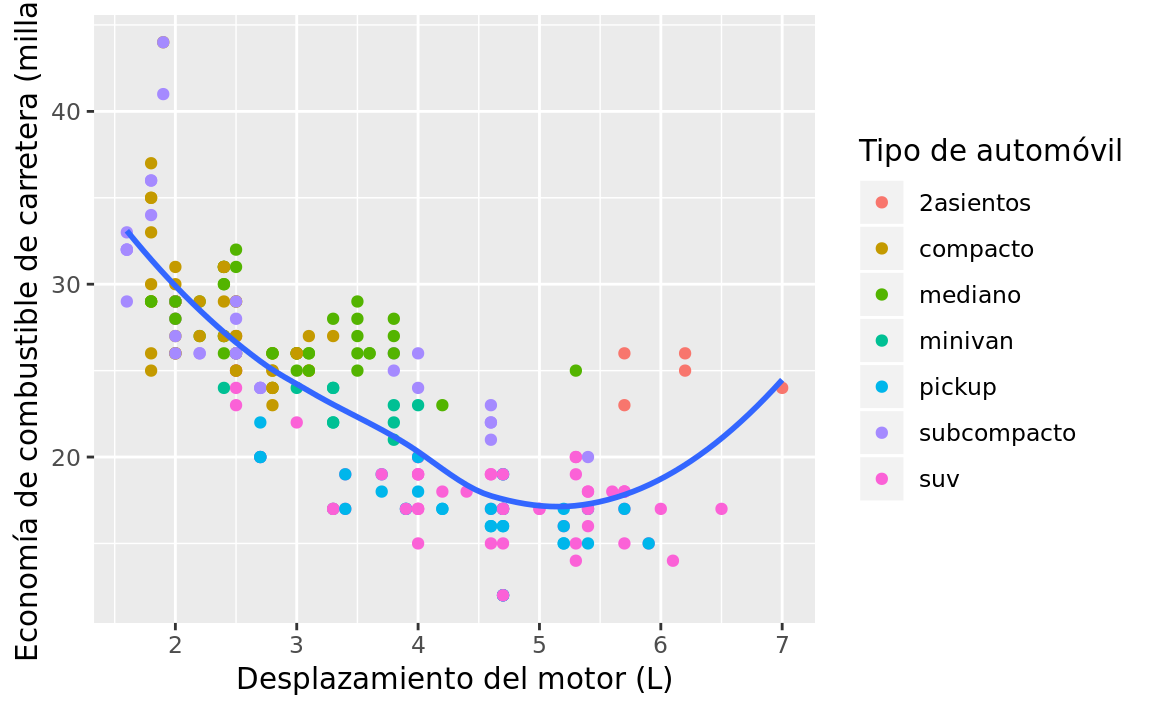 Economía de combustible de carretera (milla
40
30
20
2 3 4 5 6 7
Desplazamiento del motor (L)
Tipo de automóvil
2asientos
compacto
mediano
minivan
pickup
subcompacto
suv